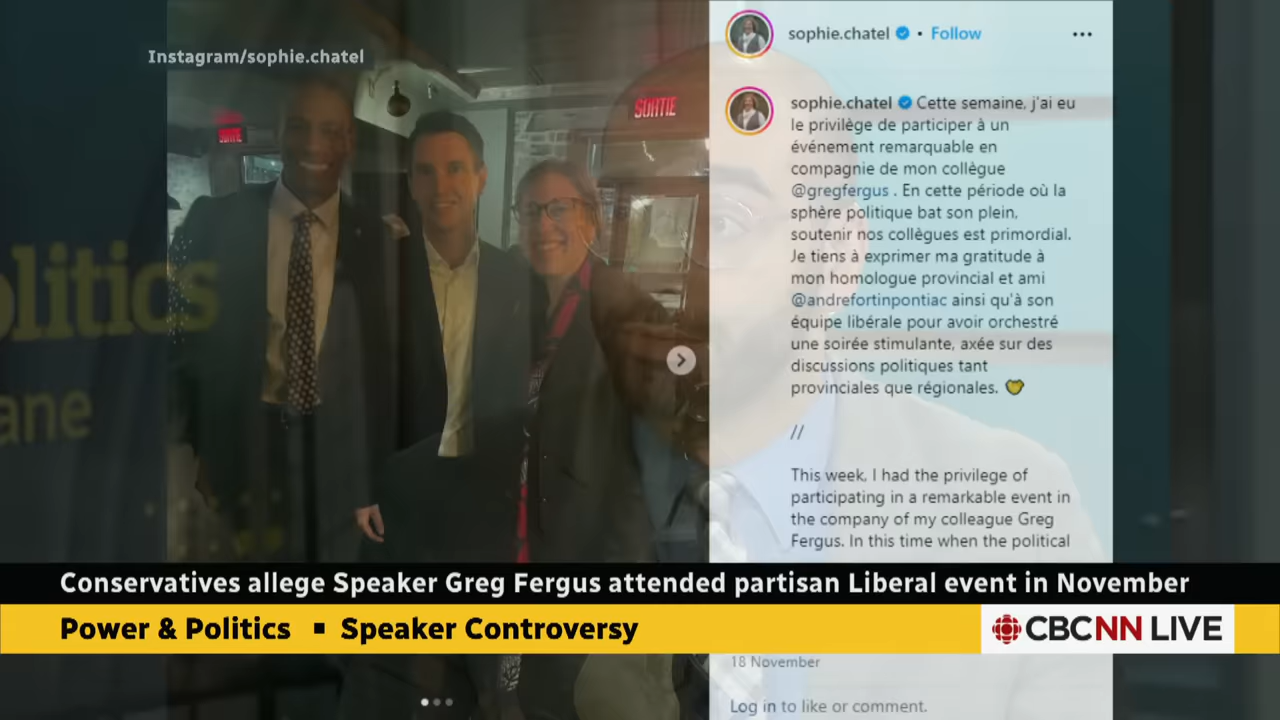 Instagram/sophie.chatel
SORTIE
SORTIE
olitics
ane
sophie.chatel • Follow
sophie.chatel Cette semaine, j'ai eu
le privilège de participer à un
événement remarquable en
compagnie de mon collègue
@gregfergus . En cette période où la
sphère politique bat son plein,
soutenir nos collègues est primordial.
Je tiens à exprimer ma gratitude à
mon homologue provincial et ami
@andrefortinpontiac ainsi qu'à son
équipe libérale pour avoir orchestré
une soirée stimulante, axée sur des
discussions politiques tant
provinciales que régionales.
//
This week, I had the privilege of
participating in a remarkable event in
the company of my colleague Greg
Fergus. In this time when the political
Conservatives allege Speaker Greg Fergus attended partisan Liberal event in November
Power & Politics ▪ Speaker Controversy
CBCNN LIVE
18 November
Log in to like or comment.